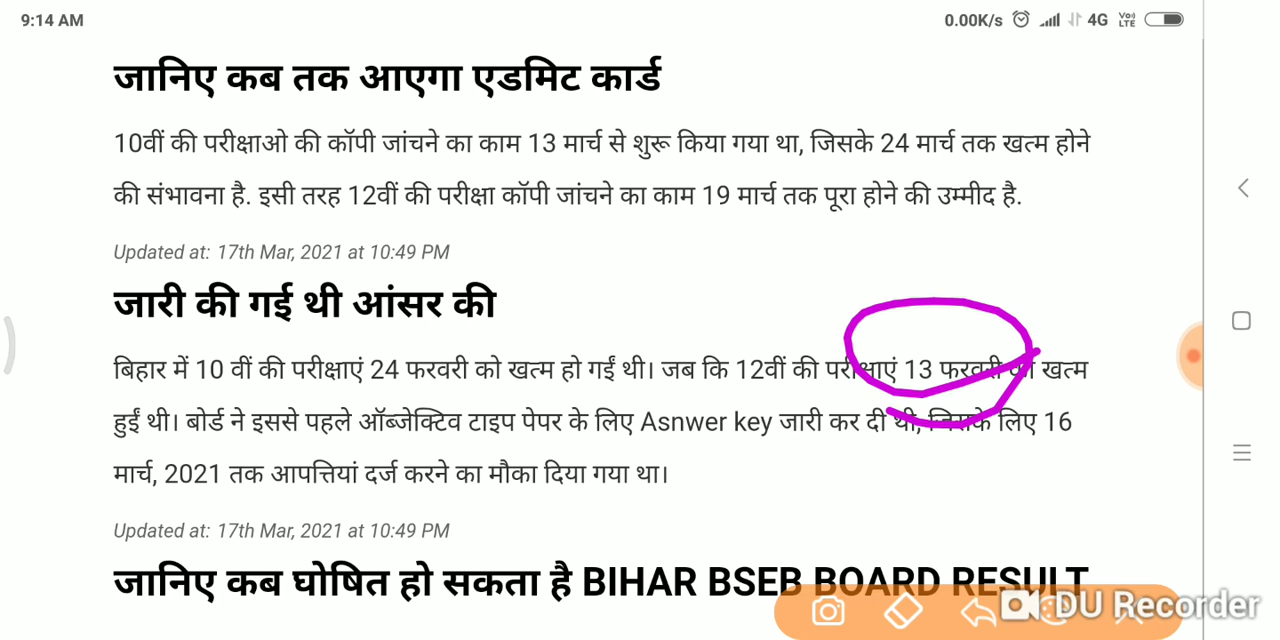 9:14 AM
0.00K/s 4G VoD LTE
जानिए कब तक आएगा एडमिट कार्ड
10वीं की परीक्षाओ की कॉपी जांचने का काम 13 मार्च से शुरू किया गया था, जिसके 24 मार्च तक खत्म होने
की संभावना है. इसी तरह 12वीं की परीक्षा कॉपी जांचने का काम 19 मार्च तक पूरा होने की उम्मीद है.
Updated at: 17th Mar, 2021 at 10:49 PM
जारी की गई थी आंसर की
बिहार में 10 वीं की परीक्षाएं 24 फरवरी को खत्म हो गईं थी। जब कि 12वीं की परीक्षाएं 13 फरवरी को खत्म
हुईं थी। बोर्ड ने इससे पहले ऑब्जेक्टिव टाइप पेपर के लिए Asnwer key जारी कर दी थी, जिसके लिए 16
मार्च, 2021 तक आपत्तियां दर्ज करने का मौका दिया गया था।
Updated at: 17th Mar, 2021 at 10:49 PM
जानिए कब घोषित हो सकता है BIHAR BSEB BOARD RESULT
DU Recorder